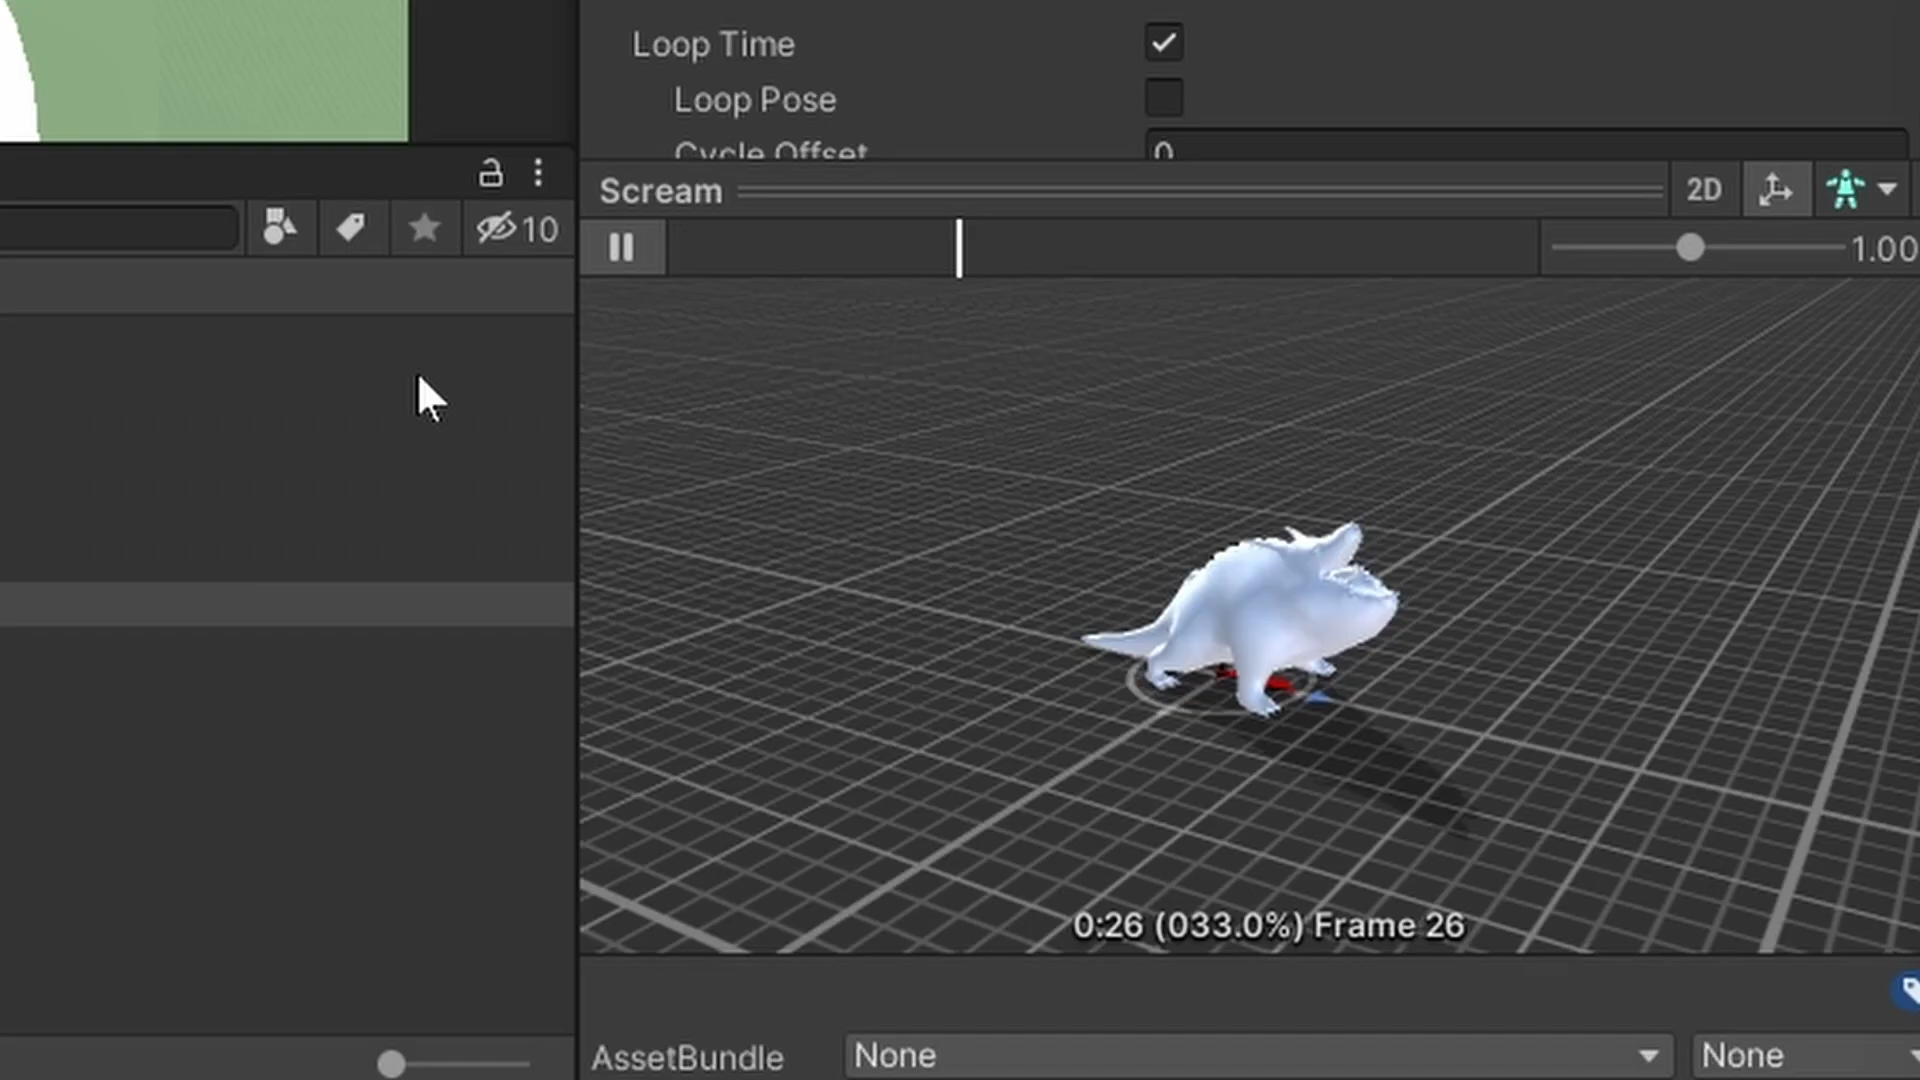 Loop Time
Loop Pose
Cycle Offset 0
Scream 2D
10
1.00
0:26 (033.0%) Frame 26
AssetBundle None None